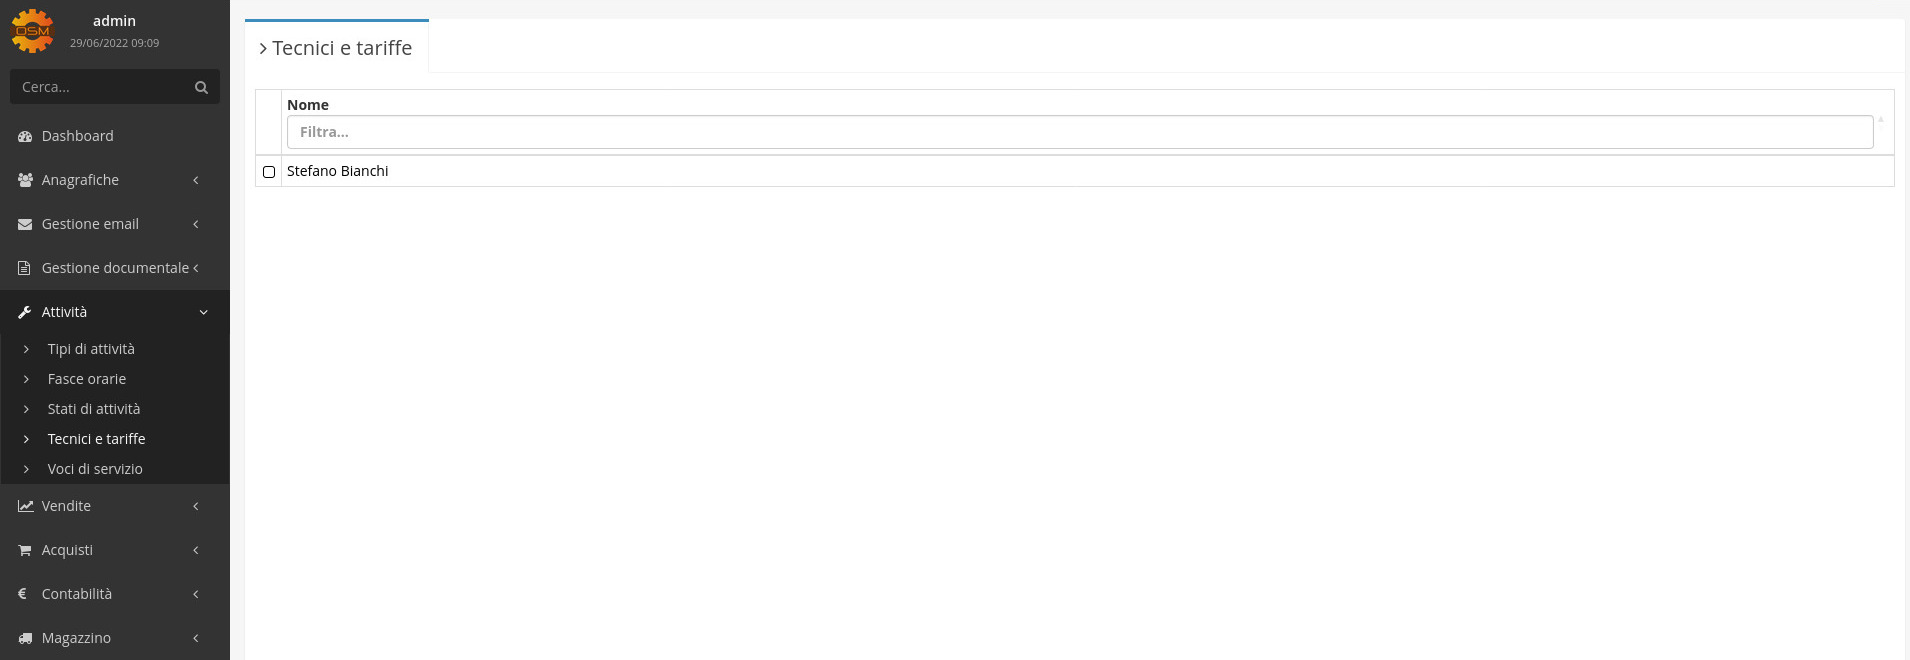 OSM
admin
29/06/2022 09:09
Cerca...
Dashboard
Anagrafiche
Gestione email
Gestione documentale
Attività
Tipi di attività
Fasce orarie
Stati di attività
Tecnici e tariffe
Voci di servizio
Vendite
Acquisti
Contabilità
Magazzino
Tecnici e tariffe
Nome
Filtra...
Stefano Bianchi